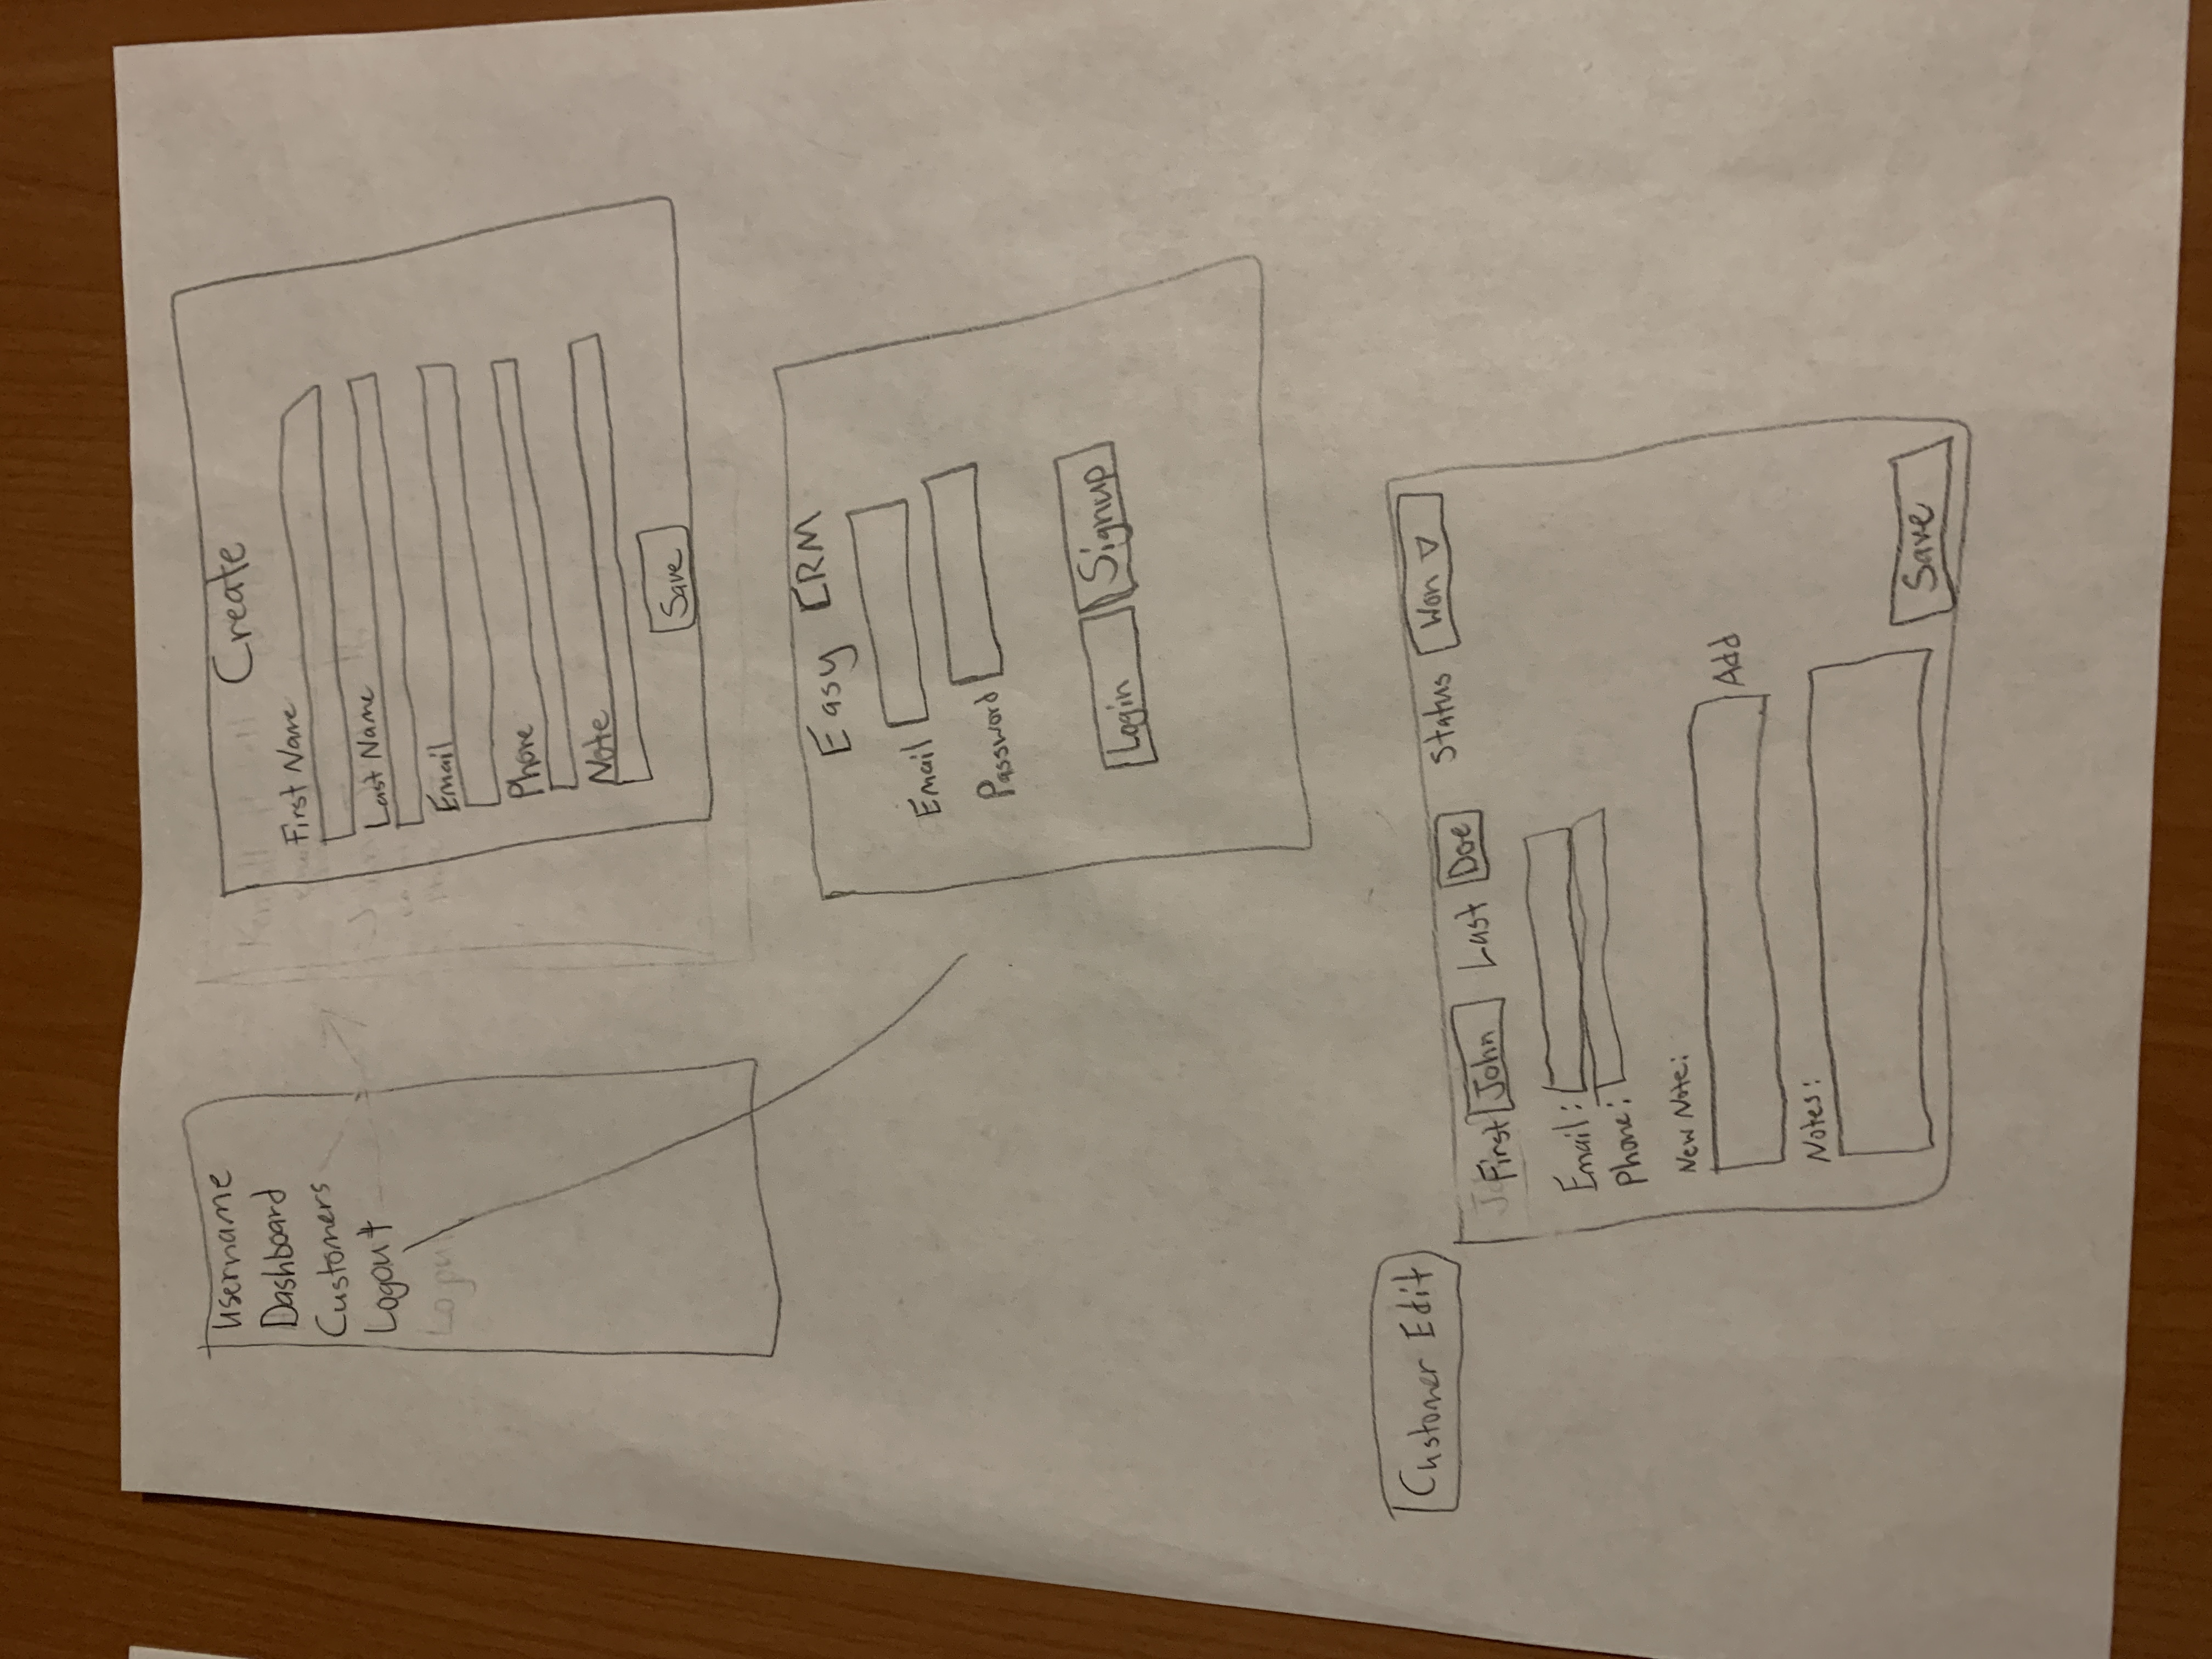 Username
Dashboard
Customers
Logout
Create
First Name
Last Name
Email
Phone
Note
Save
Easy CRM
Email
Password
Login Signup
Customer Edit
First John Last Doe Status Won
Email:
Phone:
New Note:
Add
Notes:
Save